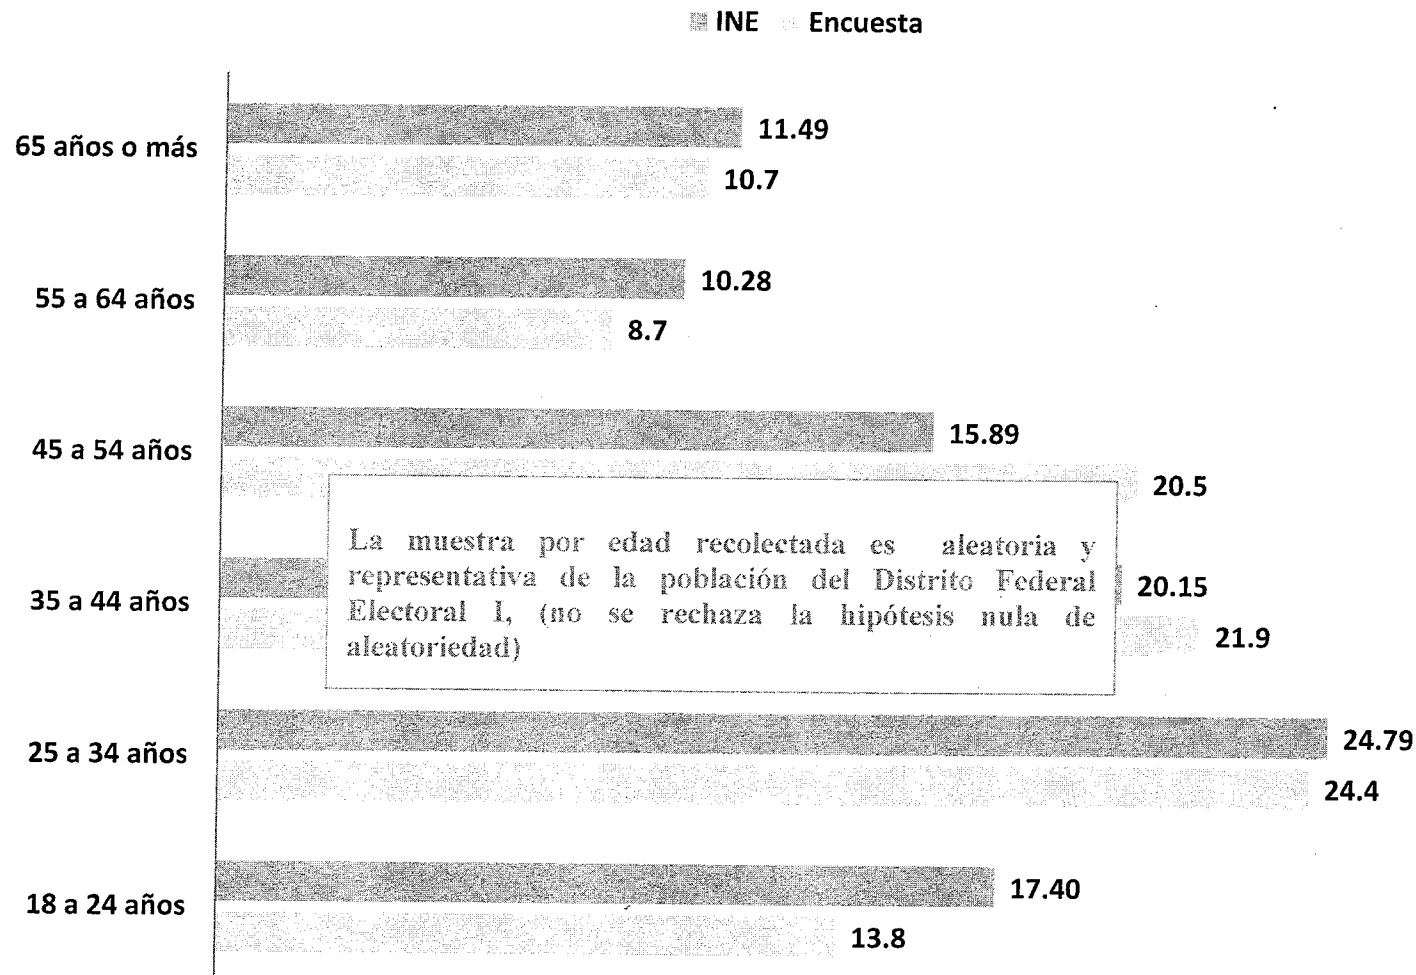 INE Encuesta
65 años o más
11.49
10.7
55 a 64 años
10.28
8.7
45 a 54 años
15.89
20.5
La muestra por edad recolectada es aleatoria y
representativa de la población del Distrito Federal
Electoral I, (no se rechaza la hipótesis nula de
aleatoriedad)
35 a 44 años
20.15
21.9
25 a 34 años
24.79
24.4
18 a 24 años
17.40
13.8